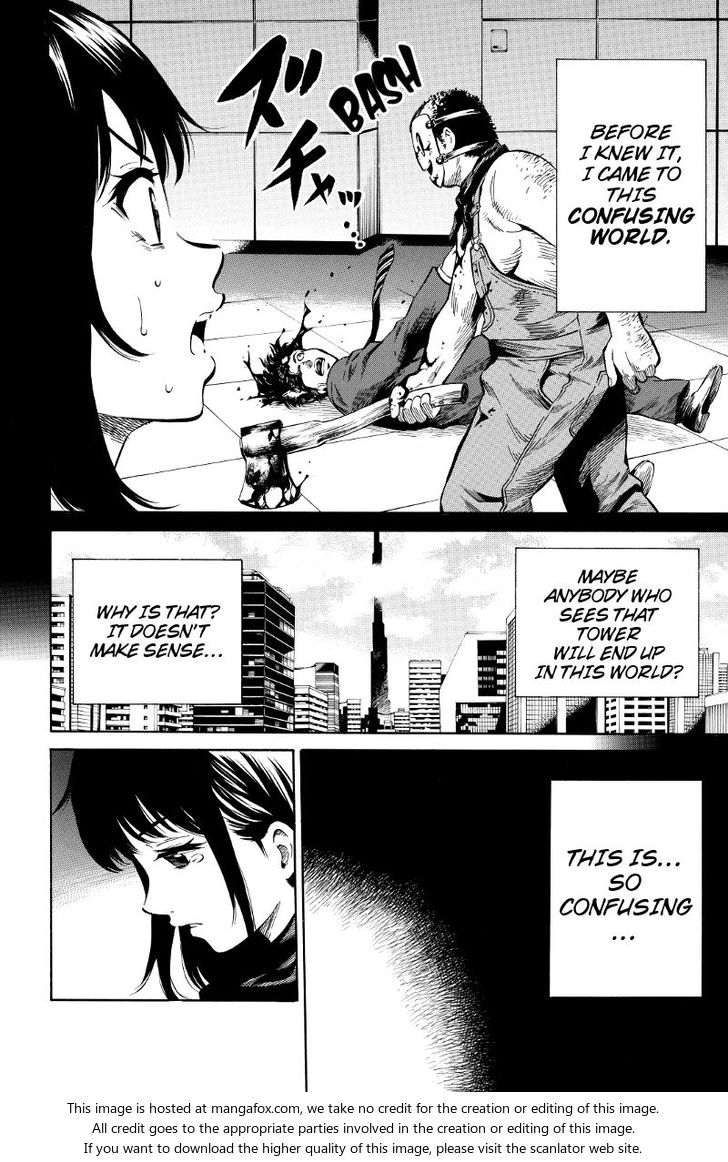 BEFORE
I KNEW IT,
I CAME TO
THIS
CONFUSING
WORLD.
BASH
ズチャッ
MAYBE
ANYBODY WHO
SEES THAT
TOWER
WILL END UP
IN THIS WORLD?
WHY IS THAT?
IT DOESN'T
MAKE SENSE...
THIS IS...
SO
CONFUSING
...
This image is hosted at mangafox.com, we take no credit for the creation or editing of this image.
All credit goes to the appropriate parties involved in the creation or editing of this image.
If you want to download the higher quality of this image, please visit the scanlator web site.